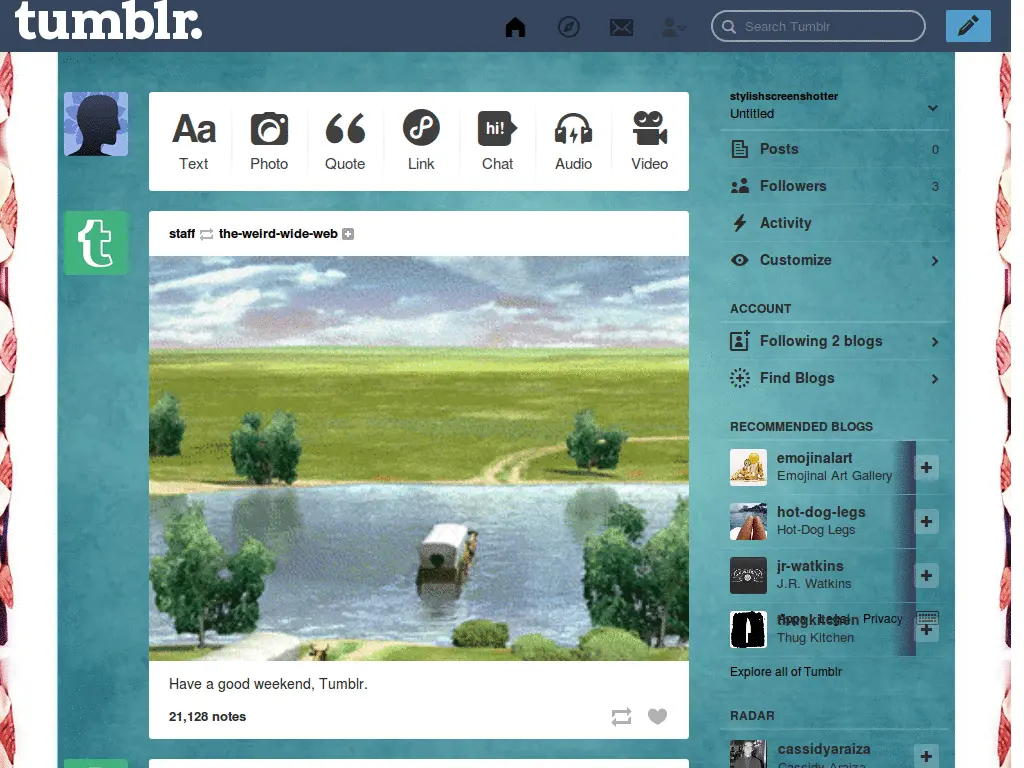 tumblr.
Search Tumblr
Aa
hi!
Text
Photo
Quote
Link
Chat
Audio
Video
stylishscreenshotter
Untitled
Posts 0
Followers 3
Activity
Customize
ACCOUNT
Following 2 blogs
Find Blogs
RECOMMENDED BLOGS
emojinalart
Emojinal Art Gallery
hot-dog-legs
Hot-Dog Legs
jr-watkins
J.R. Watkins
thugkitchen
Apps Legal Privacy
Thug Kitchen
Explore all of Tumblr
RADAR
cassidyaraiza
Cassidy Araiza
t
staff the-weird-wide-web
Have a good weekend, Tumblr.
21,128 notes